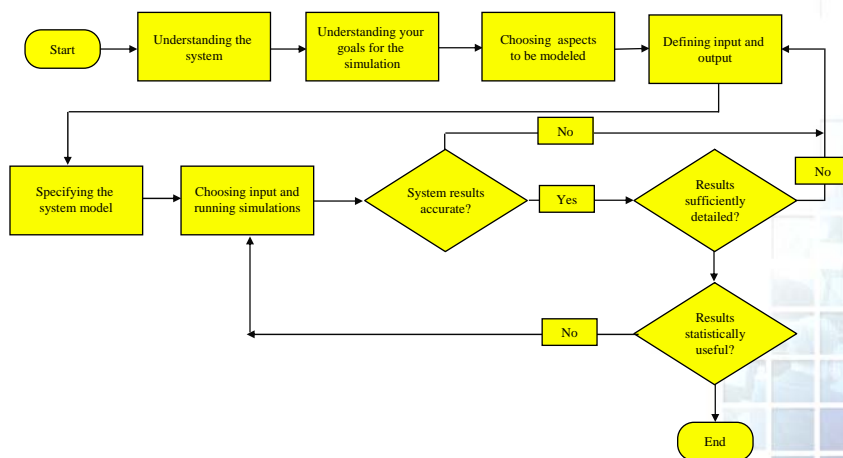 Start
Understanding the
system
Understanding your
goals for the
simulation
Choosing aspects
to be modeled
Defining input and
output
No
Specifying the
system model
Choosing input and
running simulations
System results
accurate?
Yes
Results
sufficiently
detailed?
No
Results
statistically
useful?
No
End